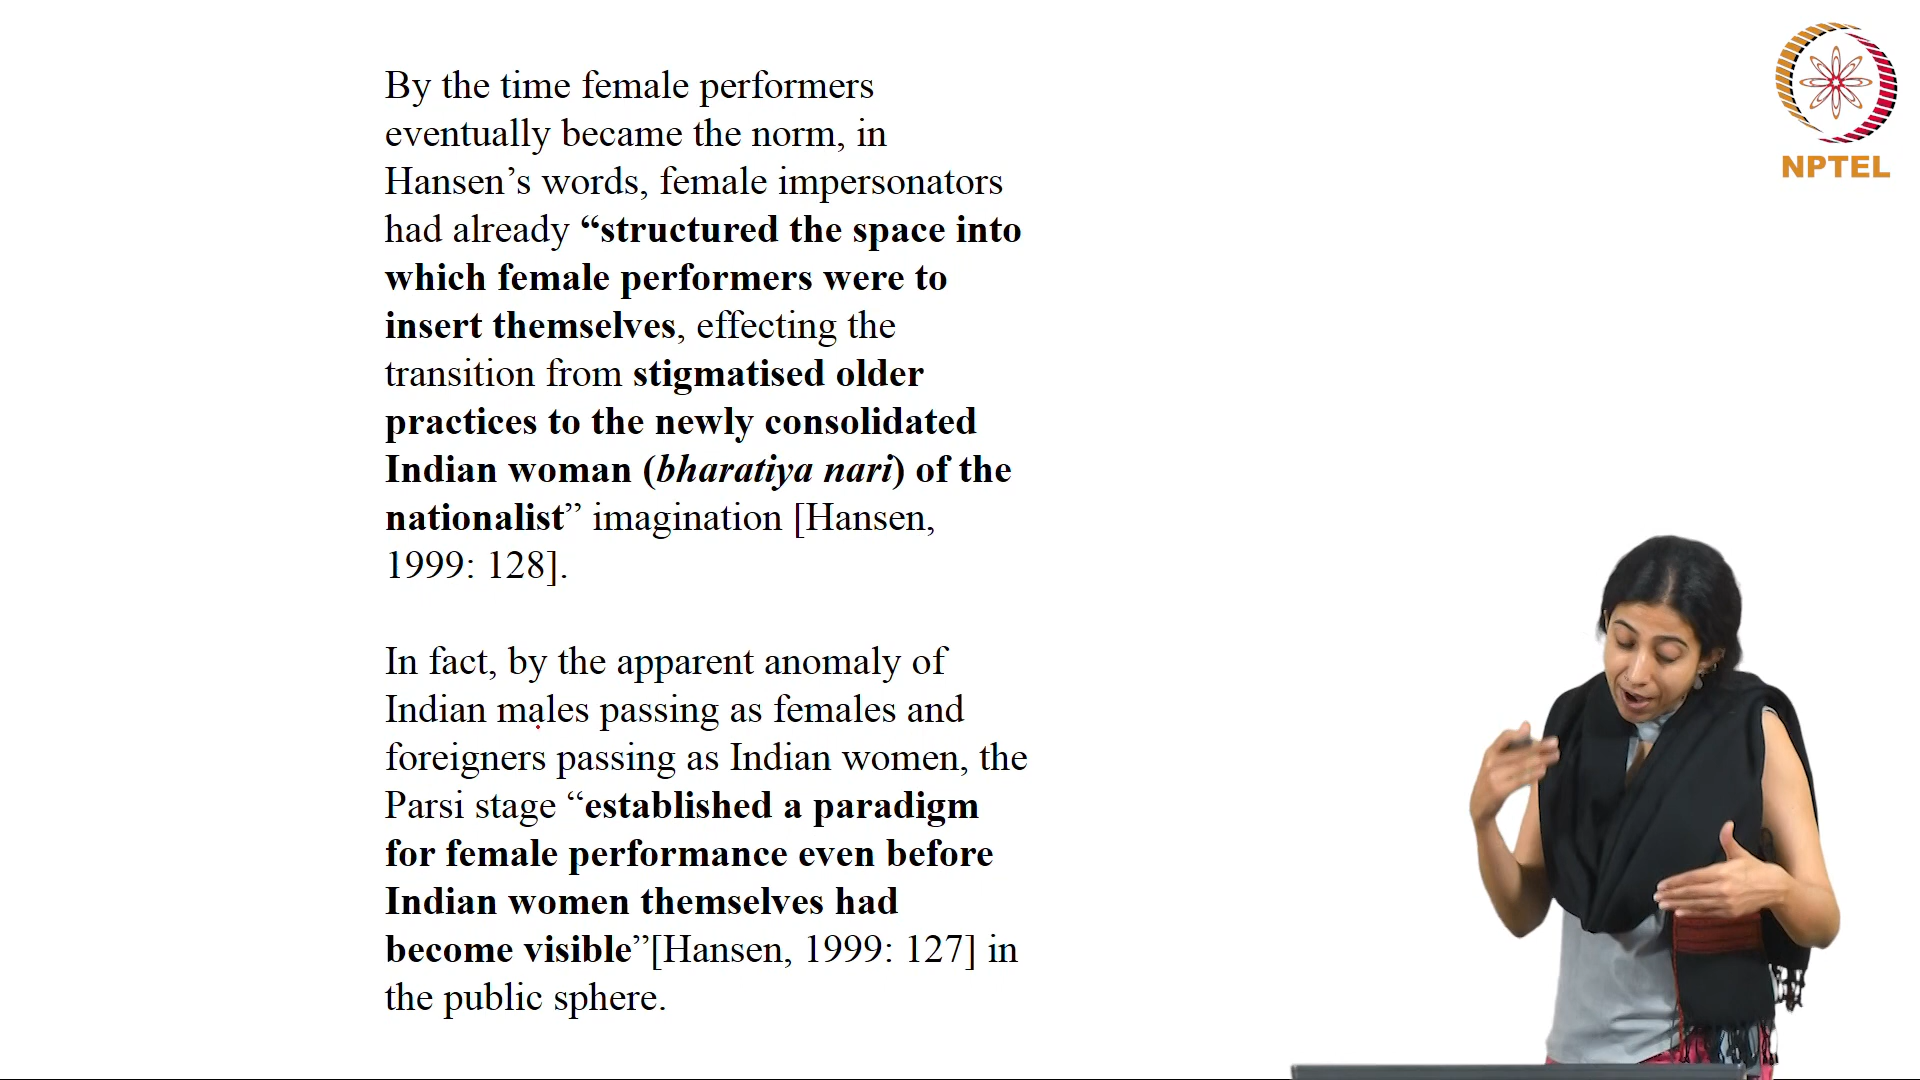 By the time female performers
eventually became the norm, in
Hansen’s words, female impersonators
had already “structured the space into
which female performers were to
insert themselves, effecting the
transition from stigmatised older
practices to the newly consolidated
Indian woman (bharatiya nari) of the
nationalist” imagination [Hansen,
1999: 128].
In fact, by the apparent anomaly of
Indian males passing as females and
foreigners passing as Indian women, the
Parsi stage “established a paradigm
for female performance even before
Indian women themselves had
become visible”[Hansen, 1999: 127] in
the public sphere.
NPTEL